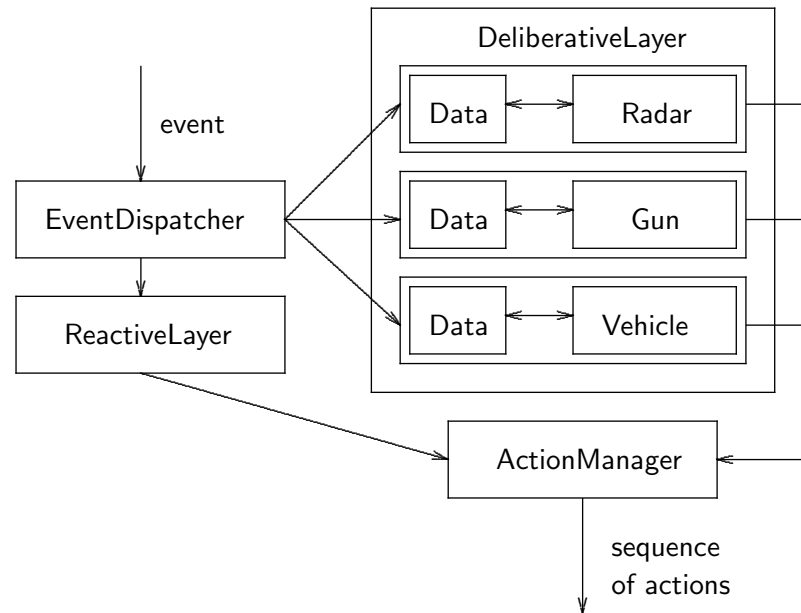 DeliberativeLayer
event
Data
Radar
EventDispatcher
Data
Gun
ReactiveLayer
Data
Vehicle
ActionManager
sequence
of actions